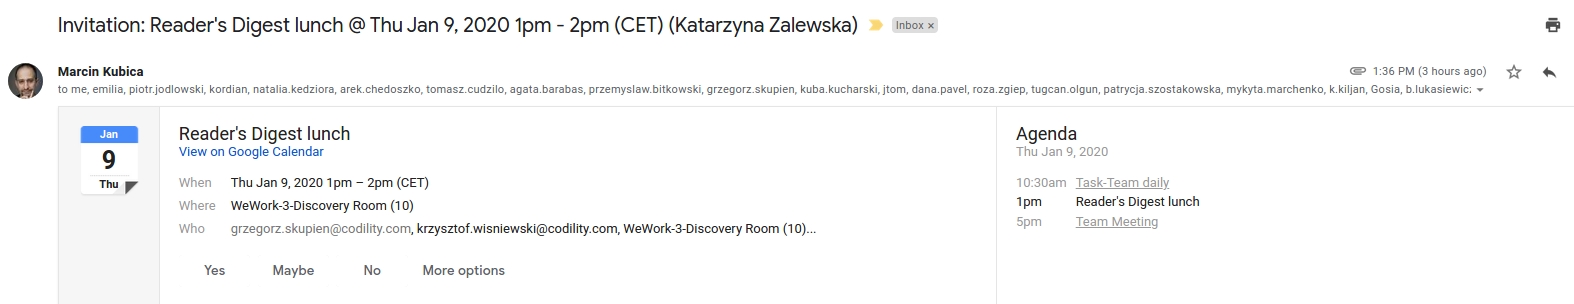 Invitation: Reader's Digest lunch @ Thu Jan 9, 2020 1pm - 2pm (CET) (Katarzyna Zalewska) Inbox ×
Marcin Kubica 1:36 PM (3 hours ago)
to me, emilia, piotr.jodlowski, kordian, natalia.kedziora, arek.chedoszko, tomasz.cudzilo, agata.barabas, przemyslaw.bitkowski, grzegorz.skupien, kuba.kucharski, jtom, dana.pavel, roza.zgiep, tugcan.olgun, patrycja.szostakowska, mykyta.marchenko, k.kiljan, Gosia, b.lukasiewicz
Jan
9
Thu
Reader's Digest lunch
View on Google Calendar
When Thu Jan 9, 2020 1pm – 2pm (CET)
Where WeWork-3-Discovery Room (10)
Who grzegorz.skupien@codility.com, krzysztof.wisniewski@codility.com, WeWork-3-Discovery Room (10)...
Yes Maybe No More options
Agenda
Thu Jan 9, 2020
10:30am Task-Team daily
1pm Reader's Digest lunch
5pm Team Meeting